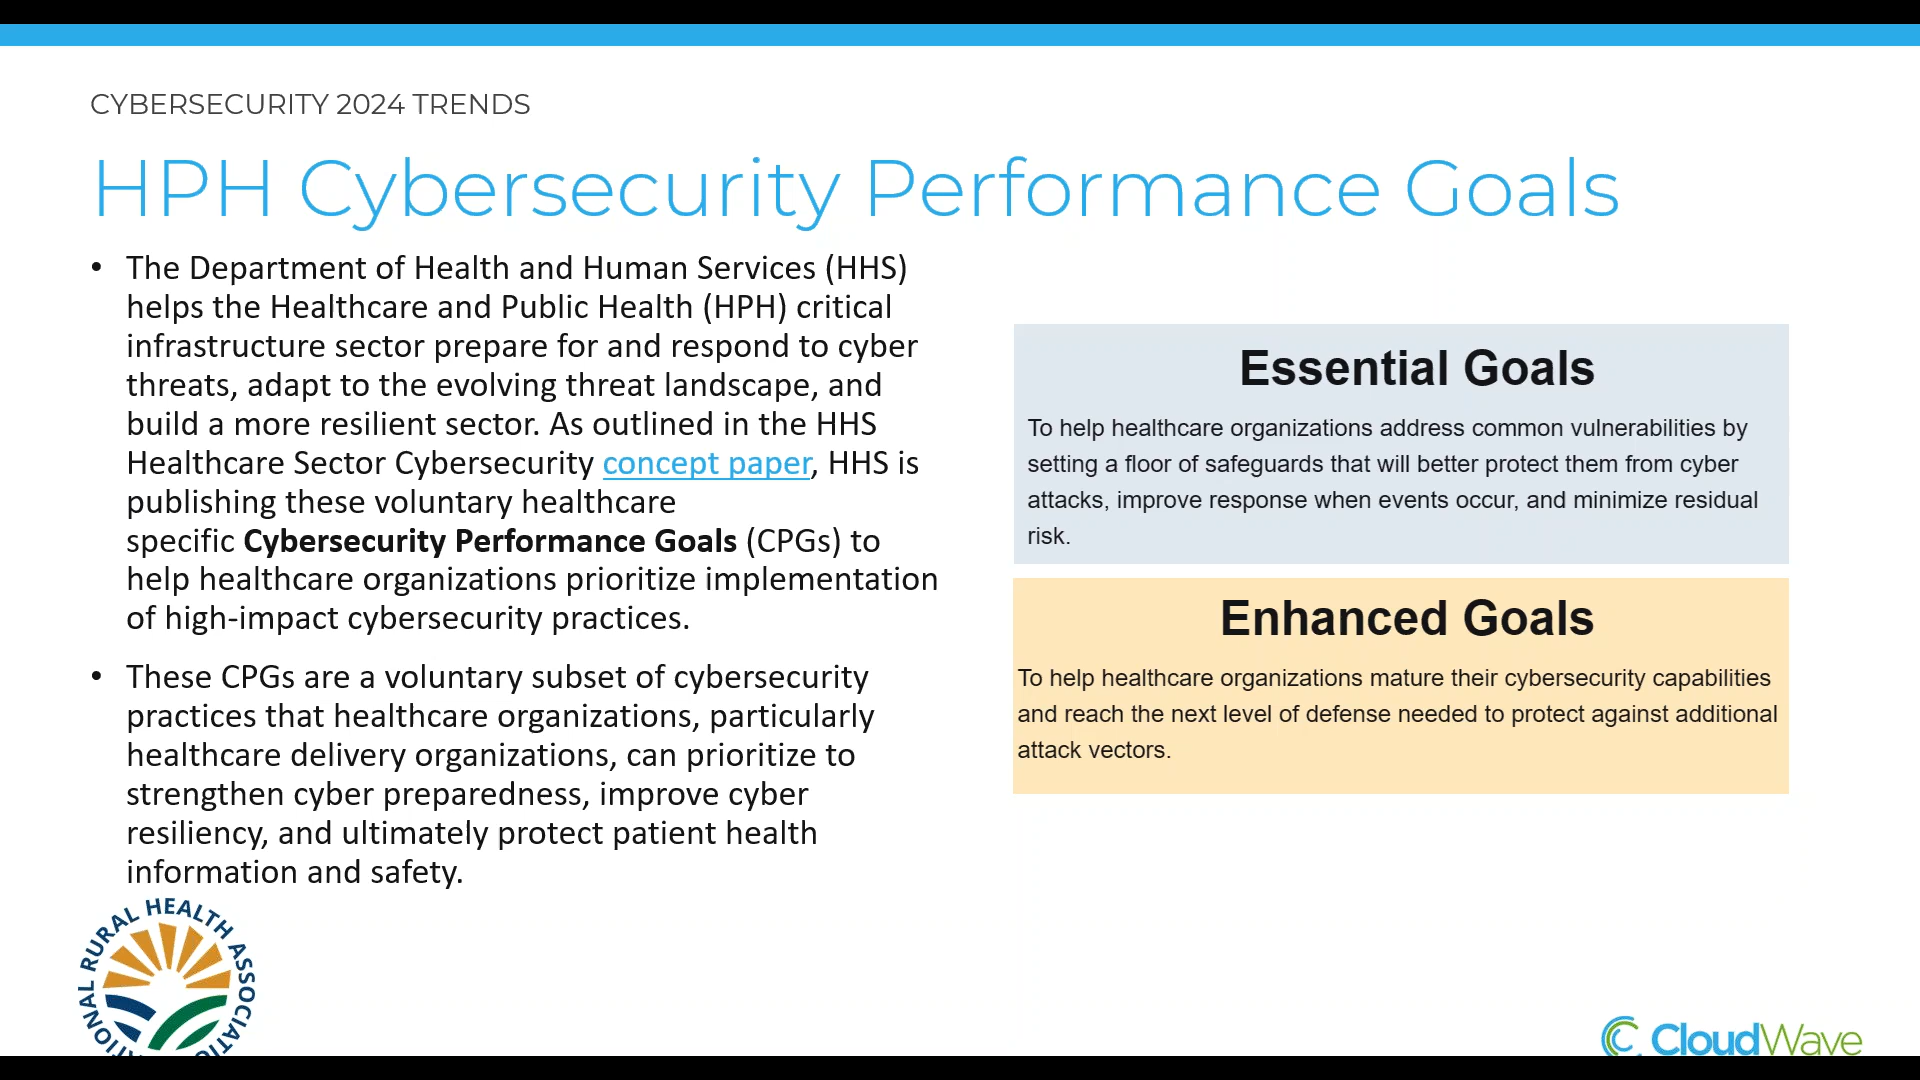 CYBERSECURITY 2024 TRENDS
HPH Cybersecurity Performance Goals
• The Department of Health and Human Services (HHS)
helps the Healthcare and Public Health (HPH) critical
infrastructure sector prepare for and respond to cyber
threats, adapt to the evolving threat landscape, and
build a more resilient sector. As outlined in the HHS
Healthcare Sector Cybersecurity concept paper, HHS is
publishing these voluntary healthcare
specific Cybersecurity Performance Goals (CPGs) to
help healthcare organizations prioritize implementation
of high-impact cybersecurity practices.
• These CPGs are a voluntary subset of cybersecurity
practices that healthcare organizations, particularly
healthcare delivery organizations, can prioritize to
strengthen cyber preparedness, improve cyber
resiliency, and ultimately protect patient health
information and safety.
Essential Goals
To help healthcare organizations address common vulnerabilities by
setting a floor of safeguards that will better protect them from cyber
attacks, improve response when events occur, and minimize residual
risk.
Enhanced Goals
To help healthcare organizations mature their cybersecurity capabilities
and reach the next level of defense needed to protect against additional
attack vectors.
RURAL HEALTH
CloudWave